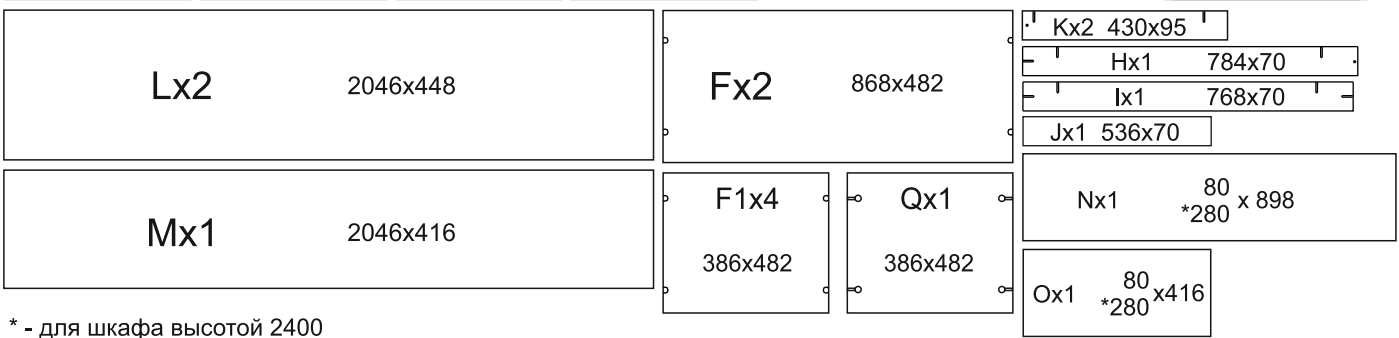 Lx2 2046x448
Mx1 2046x416
Fx2 868x482
F1x4
386x482
Qx1
386x482
Kx2 430x95
Hx1 784x70
Ix1 768x70
Jx1 536x70
Nx1 80 x 898
*280
Ox1 80 x416
*280
* - для шкафа высотой 2400